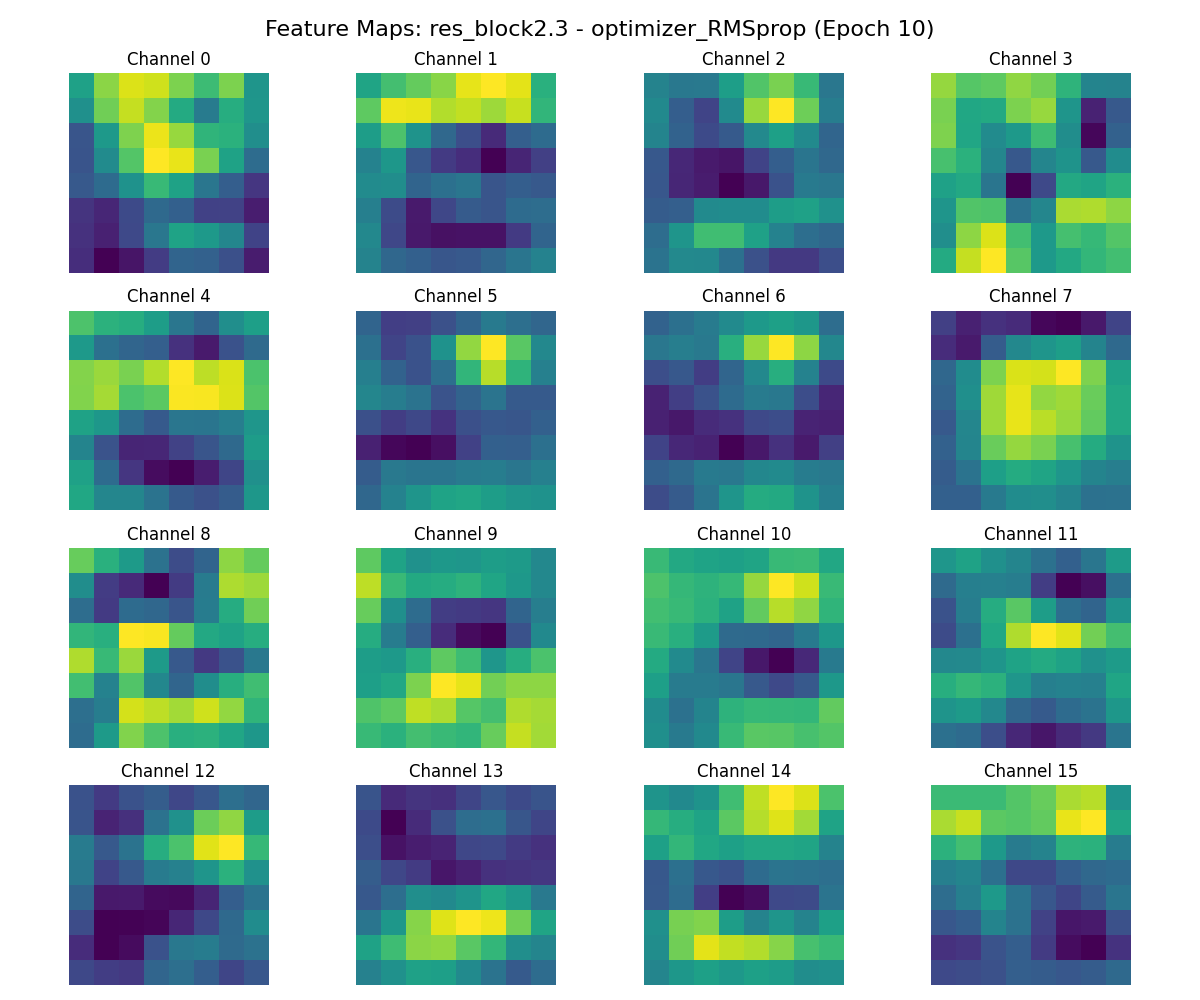 Feature Maps: res_block2.3 - optimizer_RMSprop (Epoch 10)
Channel 0 Channel 1 Channel 2 Channel 3
Channel 4 Channel 5 Channel 6 Channel 7
Channel 8 Channel 9 Channel 10 Channel 11
Channel 12 Channel 13 Channel 14 Channel 15